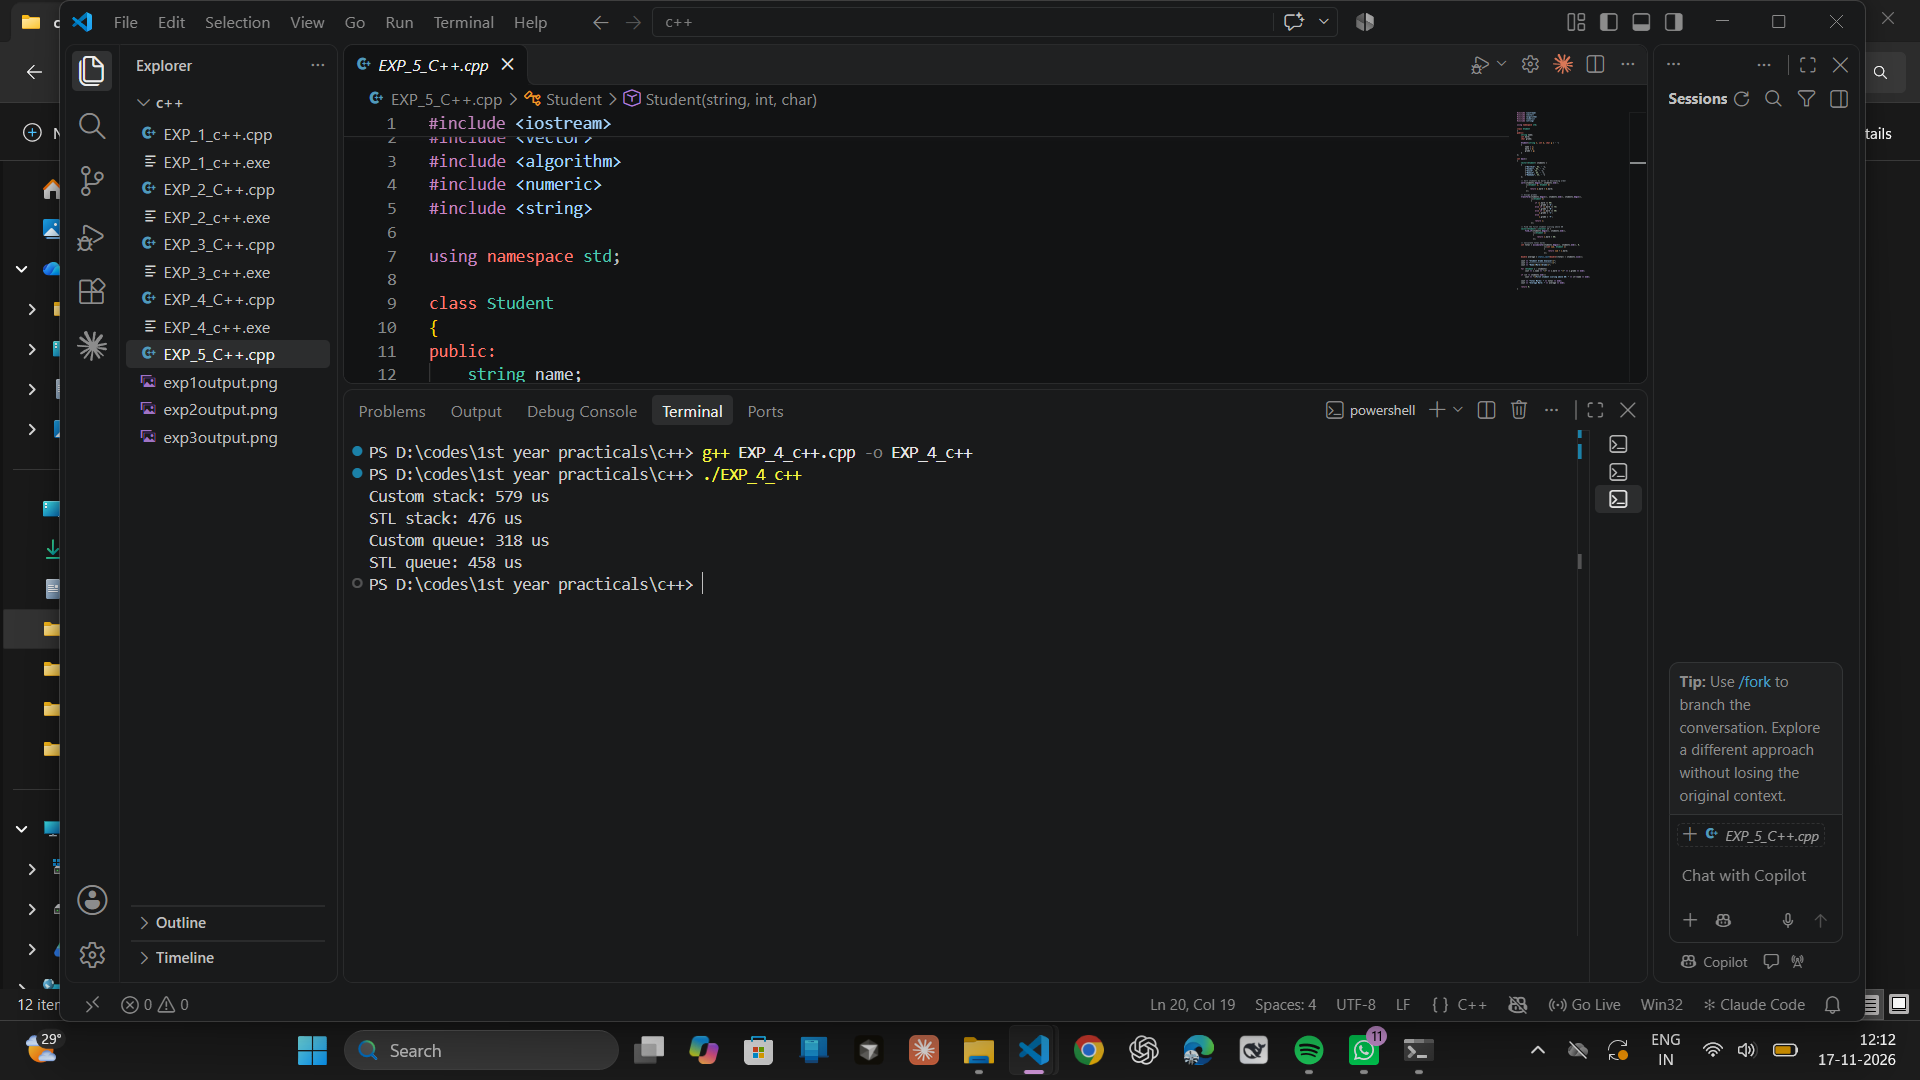 File Edit Selection View Go Run Terminal Help
c++
Explorer
c++
EXP_1_c++.cpp
EXP_1_c++.exe
EXP_2_C++.cpp
EXP_2_c++.exe
EXP_3_C++.cpp
EXP_3_c++.exe
EXP_4_C++.cpp
EXP_4_c++.exe
EXP_5_C++.cpp
exp1output.png
exp2output.png
exp3output.png
Outline
Timeline
EXP_5_C++.cpp
EXP_5_C++.cpp > Student > Student(string, int, char)
1 #include <iostream>
#include <vector>
3 #include <algorithm>
4 #include <numeric>
5 #include <string>
6
7 using namespace std;
8
9 class Student
10 {
11 public:
12 string name;
Problems Output Debug Console Terminal Ports
powershell
PS D:\codes\1st year practicals\c++> g++ EXP_4_c++.cpp -o EXP_4_c++
PS D:\codes\1st year practicals\c++> ./EXP_4_c++
Custom stack: 579 us
STL stack: 476 us
Custom queue: 318 us
STL queue: 458 us
PS D:\codes\1st year practicals\c++>
Sessions
tails
Tip: Use /fork to
branch the
conversation. Explore
a different approach
without losing the
original context.
EXP_5_C++.cpp
Chat with Copilot
Copilot
12 iter
0 0
Ln 20, Col 19 Spaces: 4 UTF-8 LF {} C++ Go Live Win32 Claude Code
29°
Search
11
ENG
IN
12:12
17-11-2026